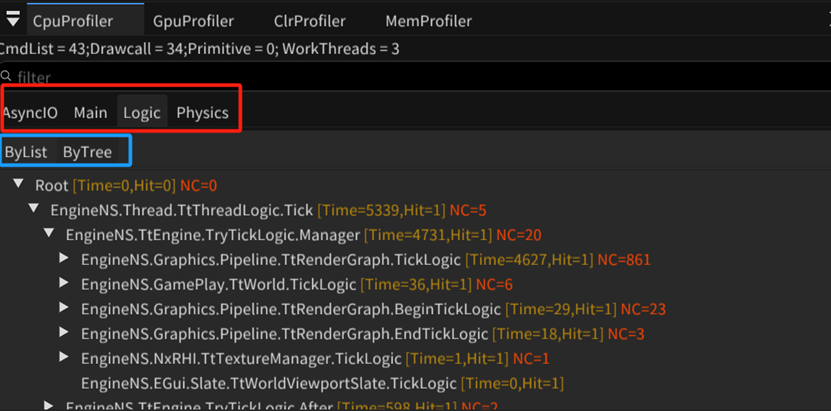 CpuProfiler GpuProfiler ClrProfiler MemProfiler
CmdList = 43;Drawcall = 34;Primitive = 0; WorkThreads = 3
filter
AsyncIO Main Logic Physics
ByList ByTree
Root [Time=0,Hit=0] NC=0
EngineNS.Thread.TtThreadLogic.Tick [Time=5339,Hit=1] NC=5
EngineNS.TtEngine.TryTickLogic.Manager [Time=4731,Hit=1] NC=20
EngineNS.Graphics.Pipeline.TtRenderGraph.TickLogic [Time=4627,Hit=1] NC=861
EngineNS.GamePlay.TtWorld.TickLogic [Time=36,Hit=1] NC=6
EngineNS.Graphics.Pipeline.TtRenderGraph.BeginTickLogic [Time=29,Hit=1] NC=23
EngineNS.Graphics.Pipeline.TtRenderGraph.EndTickLogic [Time=18,Hit=1] NC=3
EngineNS.NxRHI.TtTextureManager.TickLogic [Time=1,Hit=1] NC=1
EngineNS.EGui.Slate.TtWorldViewportSlate.TickLogic [Time=0,Hit=1]
EngineNS.TtEngine.TryTickLogic.After [Time=598,Hit=1] NC=2